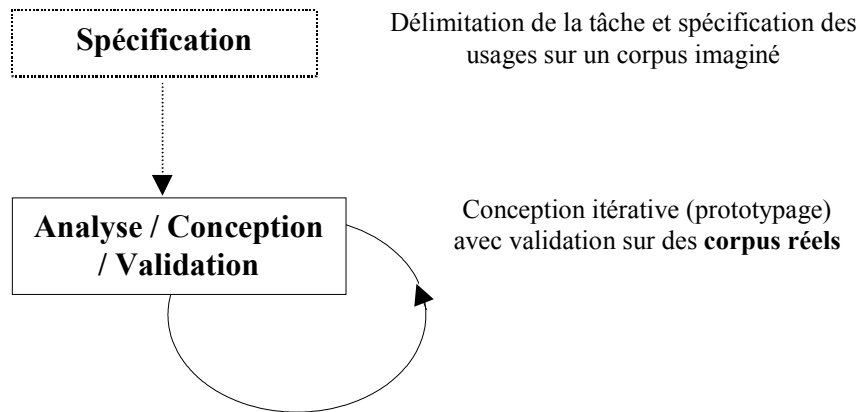 Spécification
Délimitation de la tâche et spécification des
usages sur un corpus imaginé
Analyse / Conception
/ Validation
Conception itérative (prototypage)
avec validation sur des corpus réels